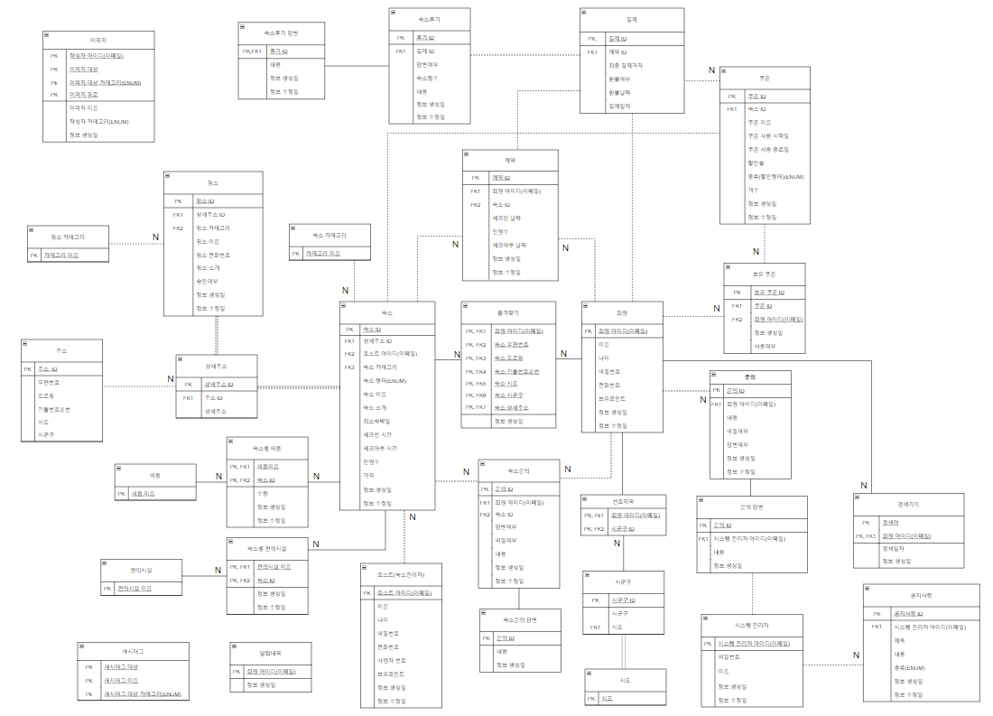 이미지
PK 작성자 아이디(이메일)
PK 이미지 대상
Pk 이미지 대상 카테고리(ENUM)
PK 이미지 경로
이미지 이름
작성자 카테고리(ENUM)
정보 생성일
숙소후기 답변
PK,FK1 후기 ID
내용
정보 생성일
정보 수정일
숙소후기
PK 후기 ID
FK1 결제 ID
답변여부
숙소점수
내용
정보 생성일
정보 수정일
결제
PK, 결제 ID
FK1 예약 ID
최종 결제가격
환불여부
환불날짜
결제일자
N
쿠폰
PK 쿠폰 ID
FK1 숙소 ID
쿠폰 이름
쿠폰 사용 시작일
쿠폰 사용 종료일
할인율
종류(할인형태)(ENUM)
개수
정보 생성일
정보 수정일
N
예약
PK 예약 ID
FK1 회원 아이디(이메일)
FK2 숙소 ID
체크인 날짜
인원수
체크아웃 날짜
정보 생성일
정보 수정일
N
N
명소
PK 명소 ID
FK1 상세주소 ID
FK2 명소 카테고리
명소 이름
명소 전화번호
명소 소개
승인여부
정보 생성일
정보 수정일
명소 카테고리
PK 카테고리 이름
N
숙소 카테고리
PK 카테고리 이름
N
보유 쿠폰
PK 보유 쿠폰 ID
FK1 쿠폰 ID
FK2 회원 아이디(이메일)
정보 생성일
사용여부
N
숙소
PK 숙소 ID
FK1 상세주소 ID
FK2 호스트 아이디(이메일)
FK3 숙소 카테고리
숙소 형태(ENUM)
숙소 이름
숙소 소개
최소숙박일
체크인 시간
체크아웃 시간
인원수
가격
정보 생성일
정보 수정일
즐겨찾기
PK, FK1 회원 아이디(이메일)
PK, FK2 숙소 우편번호
PK, FK3 숙소 도로명
PK, FK4 숙소 건물번호본번
PK, FK5 숙소 시도
PK, FK6 숙소 시군구
PK, FK7 숙소 상세주소
정보 생성일
N
N
회원
PK 회원 아이디(이메일)
이름
나이
비밀번호
전화번호
보유포인트
정보 생성일
정보 수정일
주소
PK 주소 ID
우편번호
도로명
건물번호본번
시도
시군구
상세주소
PK 상세주소 ID
FK1 주소 ID
상세주소
N
문의
PK 문의 ID
FK1 회원 아이디(이메일)
내용
비밀여부
답변여부
정보 생성일
정보 수정일
N
비품
PK 비품 이름
N
숙소별 비품
PK, FK1 비품이름
PK, FK2 숙소 ID
수량
정보 생성일
정보 수정일
N
숙소문의
PK 문의 ID
FK1 회원 아이디(이메일)
FK2 숙소 ID
답변여부
비밀여부
내용
정보 생성일
정보 수정일
N
N
선호지역
PK, Fk1 회원 아이디(이메일)
PK, FK2 시군구 ID
N
문의 답변
PK 문의 ID
FK1 시스템 관리자 아이디(이메일)
내용
정보 생성일
검색기록
PK 검색어
PK, FK1 회원 아이디(이메일)
검색일자
정보 생성일
N
편의시설
PK 편의시설 이름
N
숙소별 편의시설
PK, FK1 편의시설 이름
PK, FK2 숙소 ID
정보 생성일
정보 수정일
N
호스트(숙소관리자)
PK 호스트 아이디(이메일)
이름
나이
비밀번호
전화번호
사업자 번호
보유포인트
정보 생성일
정보 수정일
N
숙소문의 답변
PK 문의 ID
내용
정보 생성일
시군구
PK 시군구 ID
시군구
FK1 시도
시도
PK 시도
시스템 관리자
PK 시스템 관리자 아이디(이메일)
비밀번호
이름
정보 생성일
정보 수정일
N
공지사항
PK 공지사항 ID
FK1 시스템 관리자 아이디(이메일)
제목
내용
종류(ENUM)
정보 생성일
정보 수정일
해시태그
PK 해시태그 대상
PK 해시태그 이름
Pk 해시태그 대상 카테고리(ENUM)
알림내역
PK 회원 아이디(이메일)
정보 생성일